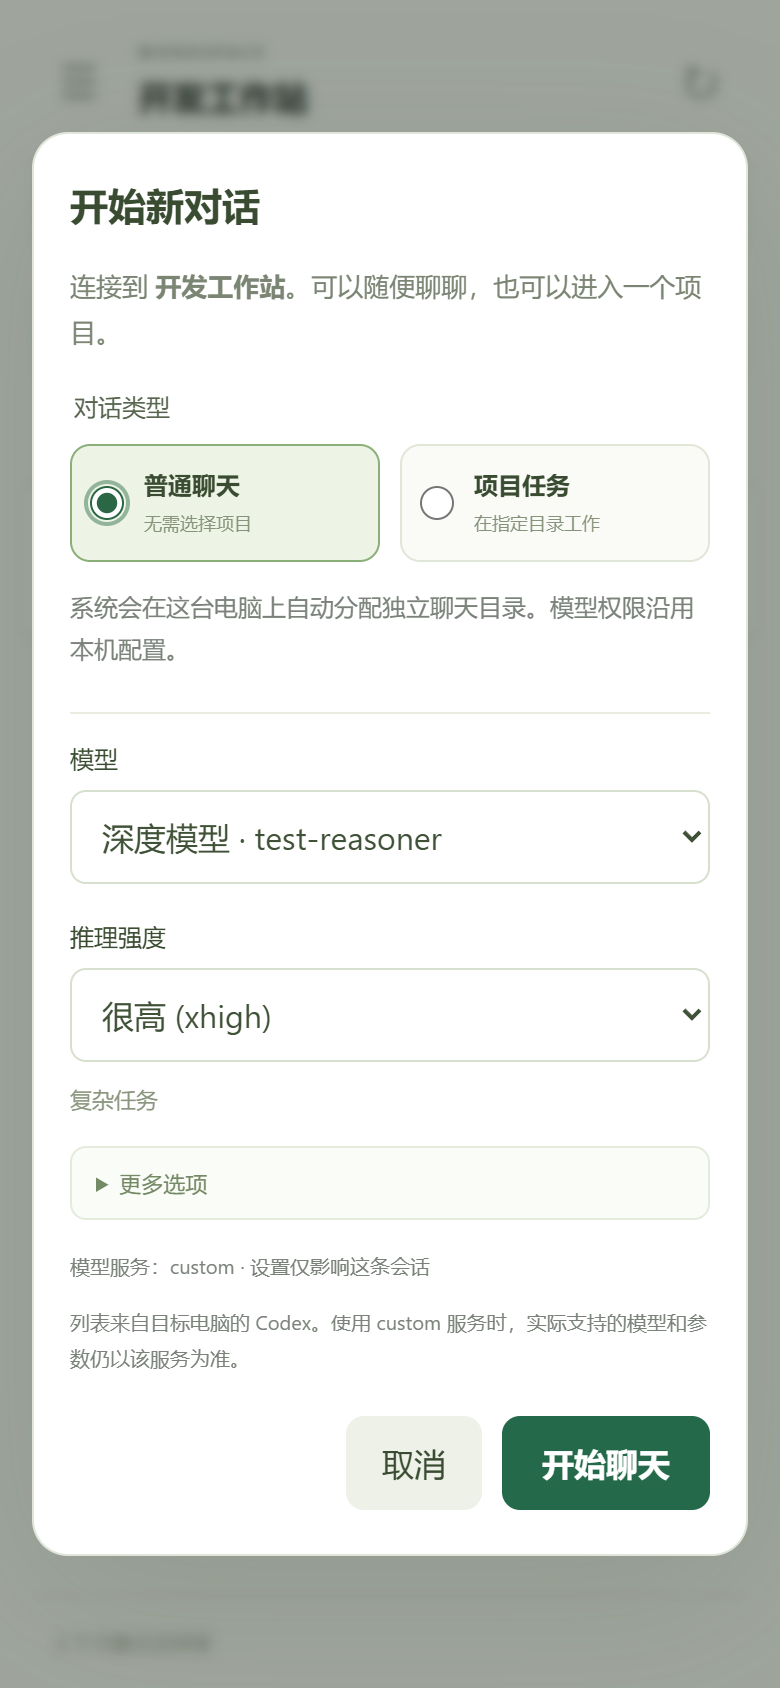 开发工作站
开始新对话
连接到 开发工作站。可以随便聊聊，也可以进入一个项
目。
对话类型
普通聊天
无需选择项目
项目任务
在指定目录工作
系统会在这台电脑上自动分配独立聊天目录。模型权限沿用
本机配置。
模型
深度模型 · test-reasoner
推理强度
很高 (xhigh)
复杂任务
更多选项
模型服务：custom · 设置仅影响这条会话
列表来自目标电脑的 Codex。使用 custom 服务时，实际支持的模型和参
数仍以该服务为准。
取消
开始聊天